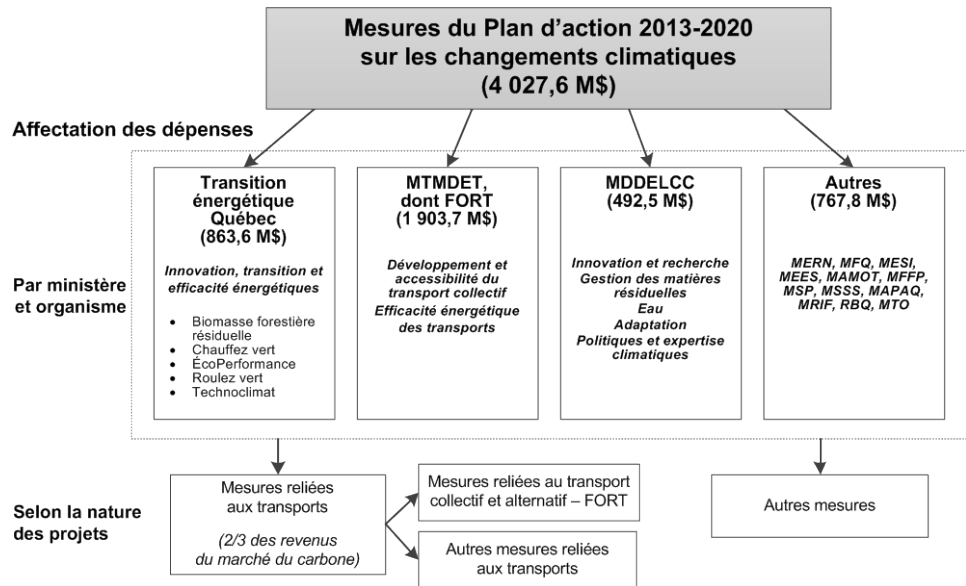 Mesures du Plan d'action 2013-2020
sur les changements climatiques
(4 027,6 M$)
Affectation des dépenses
Par ministère
et organisme
Transition
énergétique
Québec
(863,6 M$)
Innovation, transition et
efficacité énergétiques
• Biomasse forestière
résiduelle
• Chauffez vert
• ÉcoPerformance
• Roulez vert
• Technoclimat
MTMDET,
dont FORT
(1 903,7 M$)
Développement et
accessibilité du
transport collectif
Efficacité énergétique
des transports
MDDELCC
(492,5 M$)
Innovation et recherche
Gestion des matières
résiduelles
Eau
Adaptation
Politiques et expertise
climatiques
Autres
(767,8 M$)
MERN, MFQ, MESI,
MEES, MAMOT, MFFP,
MSP, MSSS, MAPAQ,
MRIF, RBQ, MTO
Selon la nature
des projets
Mesures reliées
aux transports
(2/3 des revenus
du marché du carbone)
Mesures reliées au transport
collectif et alternatif – FORT
Autres mesures reliées
aux transports
Autres mesures